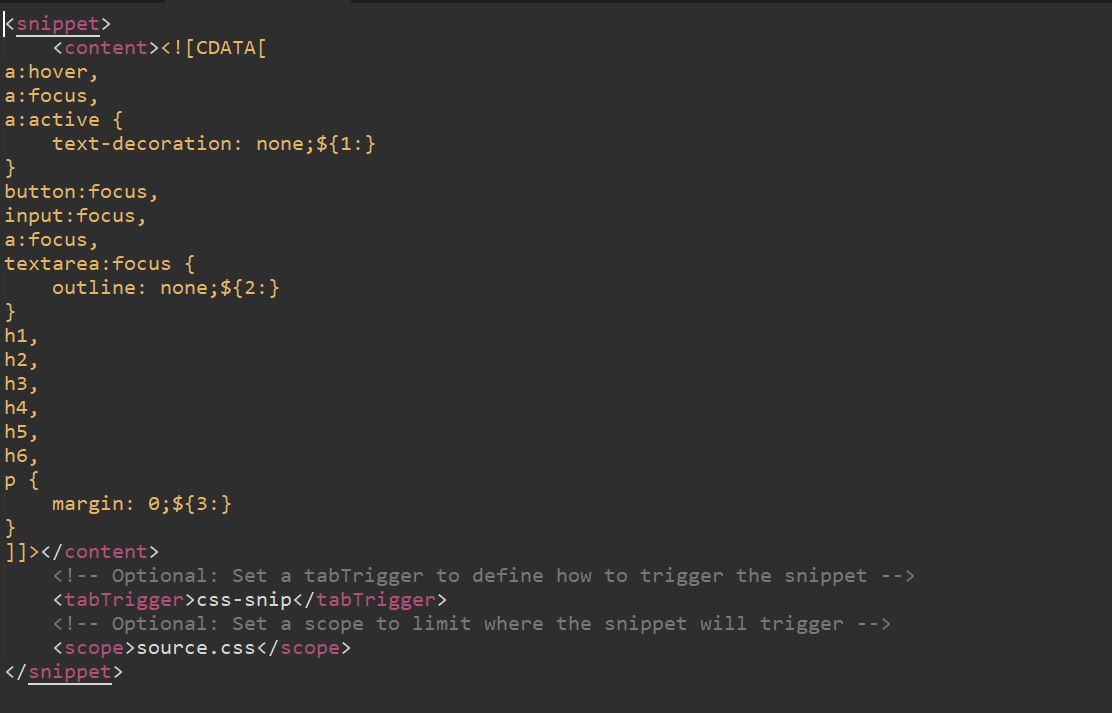 <snippet>
    <content><![CDATA[
a:hover,
a:focus,
a:active {
    text-decoration: none;${1:}
}
button:focus,
input:focus,
a:focus,
textarea:focus {
    outline: none;${2:}
}
h1,
h2,
h3,
h4,
h5,
h6,
p {
    margin: 0;${3:}
}
]]></content>
    <!-- Optional: Set a tabTrigger to define how to trigger the snippet -->
    <tabTrigger>css-snip</tabTrigger>
    <!-- Optional: Set a scope to limit where the snippet will trigger -->
    <scope>source.css</scope>
</snippet>